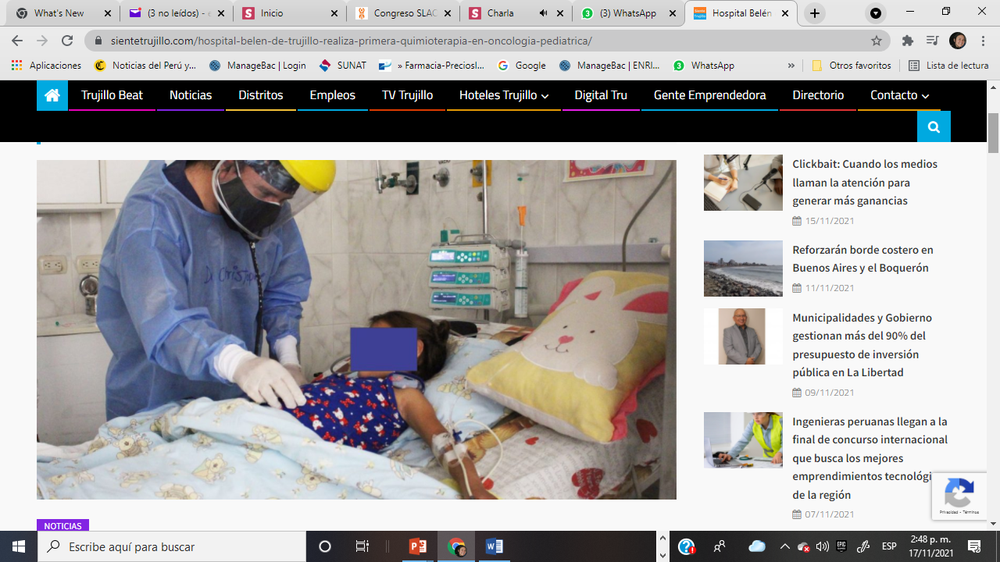 What's New
(3 no leídos) - e
Inicio
Congreso SLAC
Charla
(3) WhatsApp
Hospital Belén
sientetrujillo.com/hospital-belen-de-trujillo-realiza-primera-quimioterapia-en-oncologia-pediatrica/
Aplicaciones
Noticias del Perú y...
ManageBac | Login
SUNAT
» Farmacia-Preciosl...
Google
ManageBac | ENRI...
WhatsApp
»
Otros favoritos
Lista de lectura
Trujillo Beat
Noticias
Distritos
Empleos
TV Trujillo
Hoteles Trujillo
Digital Tru
Gente Emprendedora
Directorio
Contacto
Clickbait: Cuando los medios
llaman la atención para
generar más ganancias
15/11/2021
Reforzarán borde costero en
Buenos Aires y el Boquerón
11/11/2021
Municipalidades y Gobierno
gestionan más del 90% del
presupuesto de inversión
pública en La Libertad
09/11/2021
Ingenieras peruanas llegan a la
final de concurso internacional
que busca los mejores
emprendimientos tecnológi
de la región
07/11/2021
Privacidad - Términos
NOTICIAS
Escribe aquí para buscar
ESP
2:48 p. m.
17/11/2021